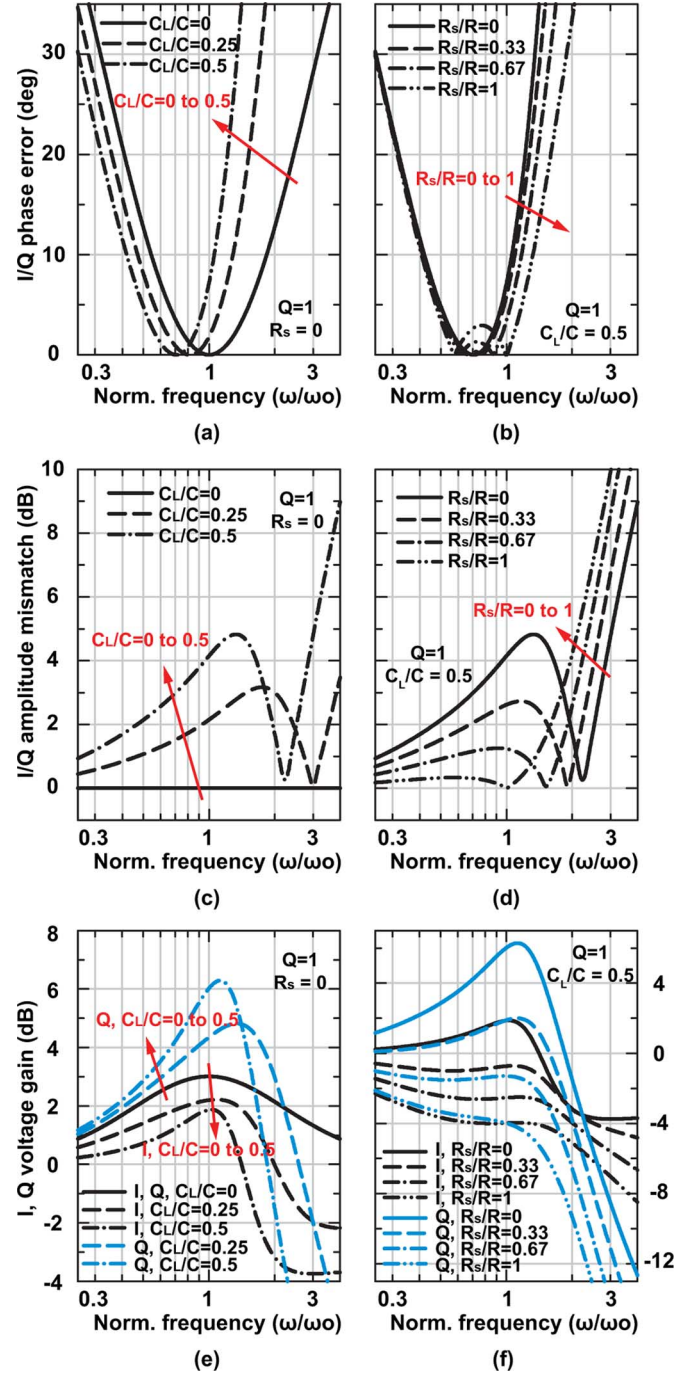 30
20
10
0
I/Q phase error (deg)
CL/C=0
CL/C=0.25
CL/C=0.5
CL/C=0 to 0.5
Q=1
Rs = 0
0.3
1
3
Norm. frequency (ω/ωo)
(a)
Rs/R=0
Rs/R=0.33
Rs/R=0.67
Rs/R=1
Rs/R=0 to 1
Q=1
CL/C = 0.5
0.3
1
3
Norm. frequency (ω/ωo)
(b)
10
8
6
4
2
0
I/Q amplitude mismatch (dB)
CL/C=0
CL/C=0.25
CL/C=0.5
Q=1
Rs = 0
CL/C=0 to 0.5
0.3
1
3
Norm. frequency (ω/ωo)
(c)
Rs/R=0
Rs/R=0.33
Rs/R=0.67
Rs/R=1
Rs/R=0 to 1
Q=1
CL/C = 0.5
0.3
1
3
Norm. frequency (ω/ωo)
(d)
8
6
4
2
0
-2
-4
I, Q voltage gain (dB)
Q=1
Rs = 0
Q, CL/C=0 to 0.5
I, CL/C=0 to 0.5
I, Q, CL/C=0
I, CL/C=0.25
I, CL/C=0.5
Q, CL/C=0.25
Q, CL/C=0.5
0.3
1
3
Norm. frequency (ω/ωo)
(e)
Q=1
CL/C = 0.5
4
0
-4
-8
-12
I, Rs/R=0
I, Rs/R=0.33
I, Rs/R=0.67
I, Rs/R=1
Q, Rs/R=0
Q, Rs/R=0.33
Q, Rs/R=0.67
Q, Rs/R=1
0.3
1
3
Norm. frequency (ω/ωo)
(f)